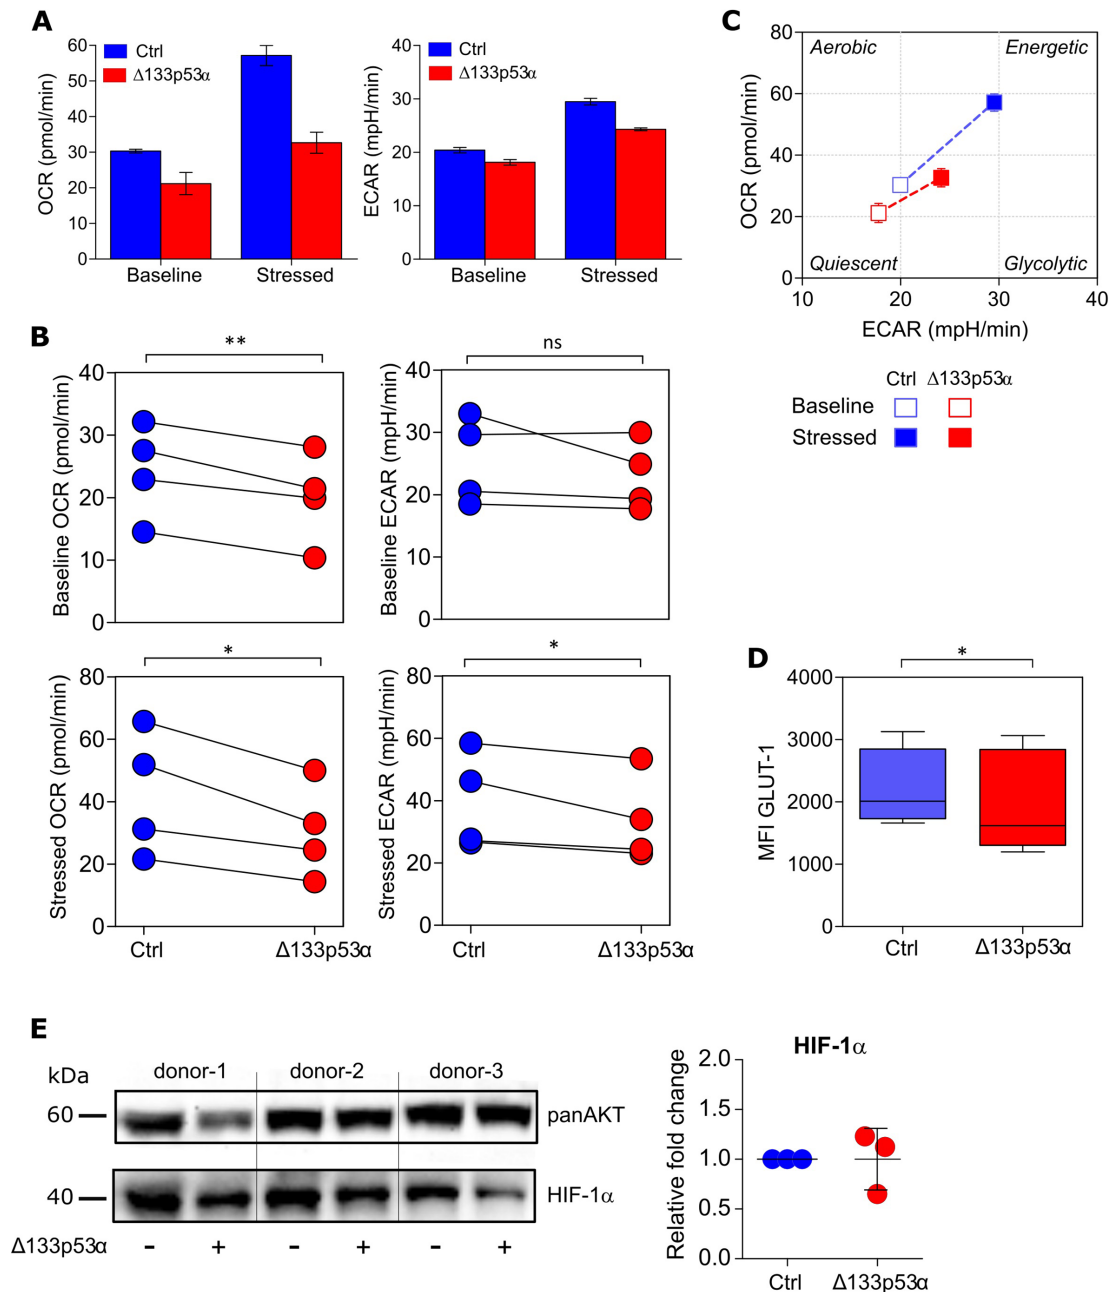 A
OCR (pmol/min)
60
50
40
30
20
10
0
Ctrl
Δ133p53α
Baseline
Stressed
ECAR (mpH/min)
40
30
20
10
0
Ctrl
Δ133p53α
Baseline
Stressed
C
OCR (pmol/min)
80
60
40
20
0
Aerobic
Energetic
Quiescent
Glycolytic
10
20
30
40
ECAR (mpH/min)
Ctrl Δ133p53α
Baseline
Stressed
B
**
Baseline OCR (pmol/min)
40
30
20
10
0
ns
Baseline ECAR (mpH/min)
40
30
20
10
0
*
Stressed OCR (pmol/min)
80
60
40
20
0
Ctrl
Δ133p53α
*
Stressed ECAR (mpH/min)
80
60
40
20
0
Ctrl
Δ133p53α
D
*
MFI GLUT-1
4000
3000
2000
1000
0
Ctrl
Δ133p53α
E
kDa
donor-1
donor-2
donor-3
60
panAKT
40
HIF-1α
Δ133p53α - + - + - +
HIF-1α
Relative fold change
2.0
1.5
1.0
0.5
0.0
Ctrl
Δ133p53α